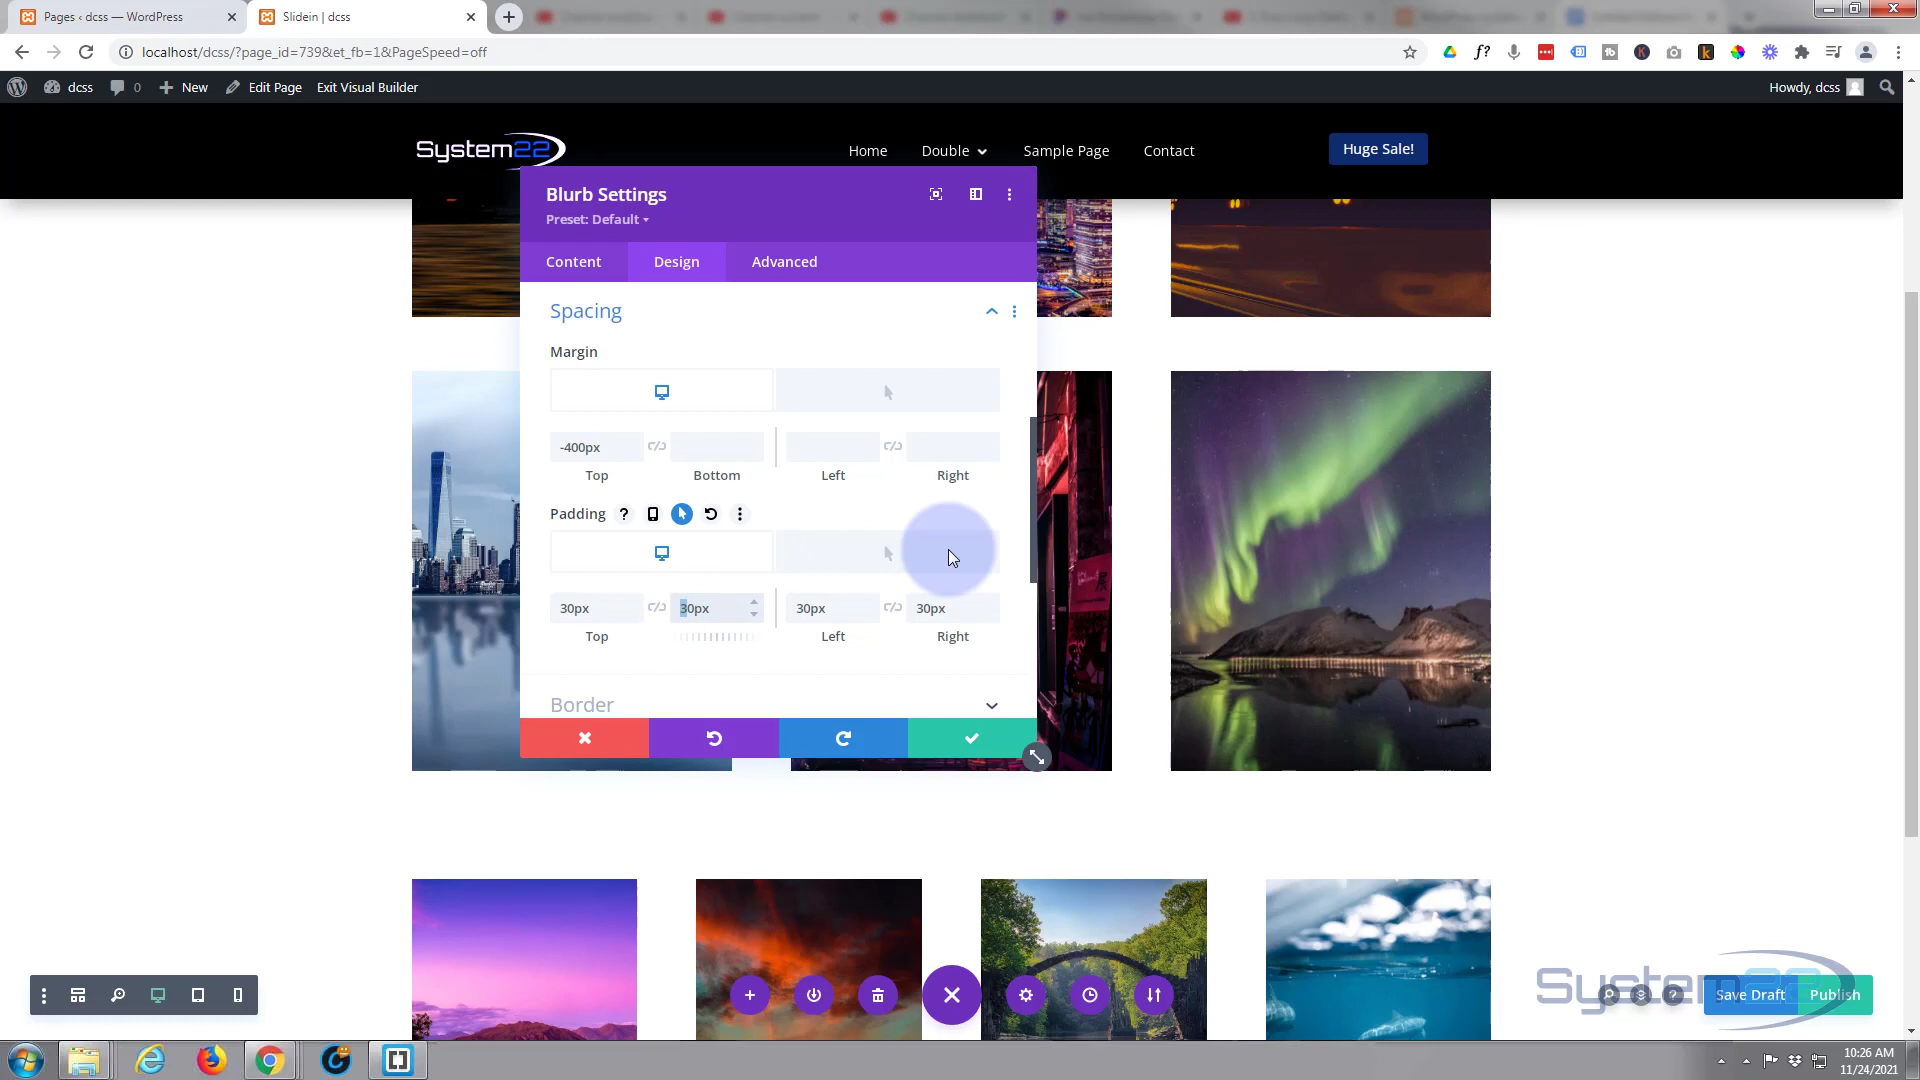 Pages ‹ dcss — WordPress
Slidein | dcss
localhost/dcss/?page_id=739&et_fb=1&PageSpeed=off
dcss
0
New
Edit Page
Exit Visual Builder
Howdy, dcss
System22
Home
Double
Sample Page
Contact
Huge Sale!
Blurb Settings
Preset: Default
Content
Design
Advanced
Spacing
Margin
-400px
Top
Bottom
Left
Right
Padding
30px
30px
30px
30px
Top
Left
Right
Border
System22
Save Draft
Publish
10:26 AM
11/24/2021